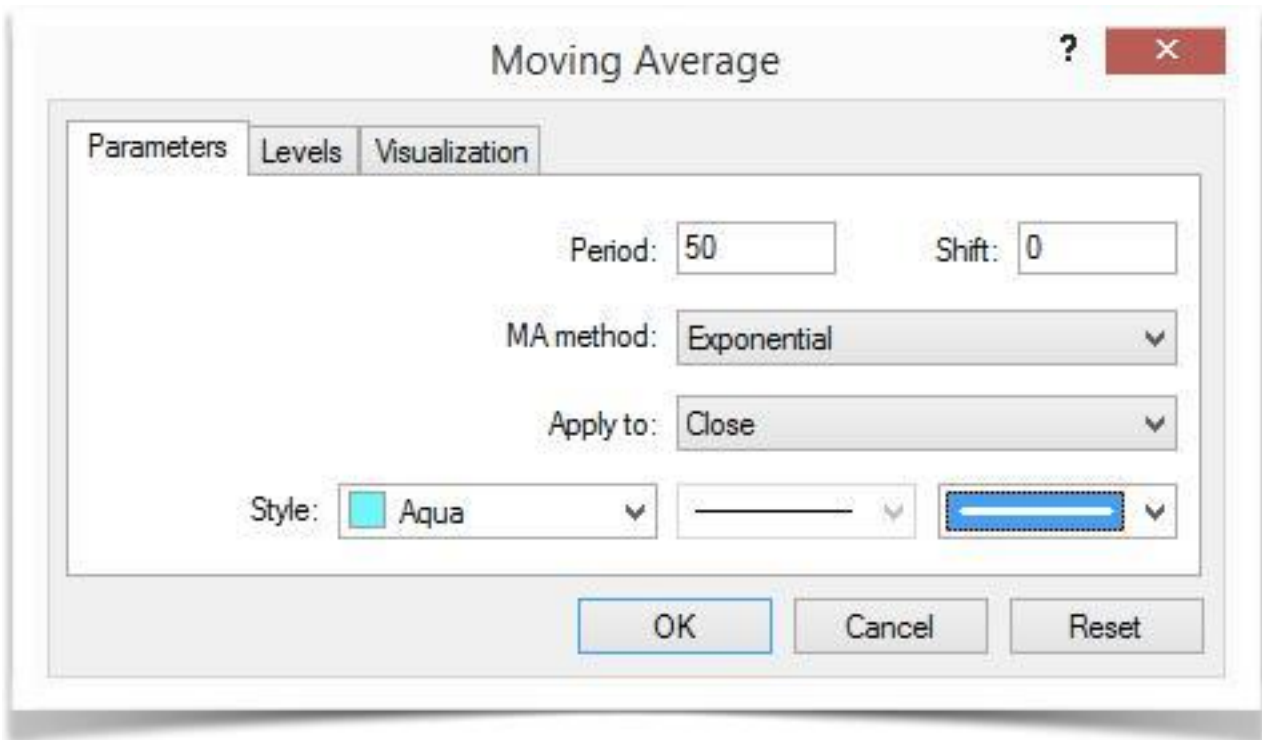 Moving Average ?
Parameters Levels Visualization
Period: 50 Shift: 0
MA method: Exponential
Apply to: Close
Style: Aqua
OK Cancel Reset